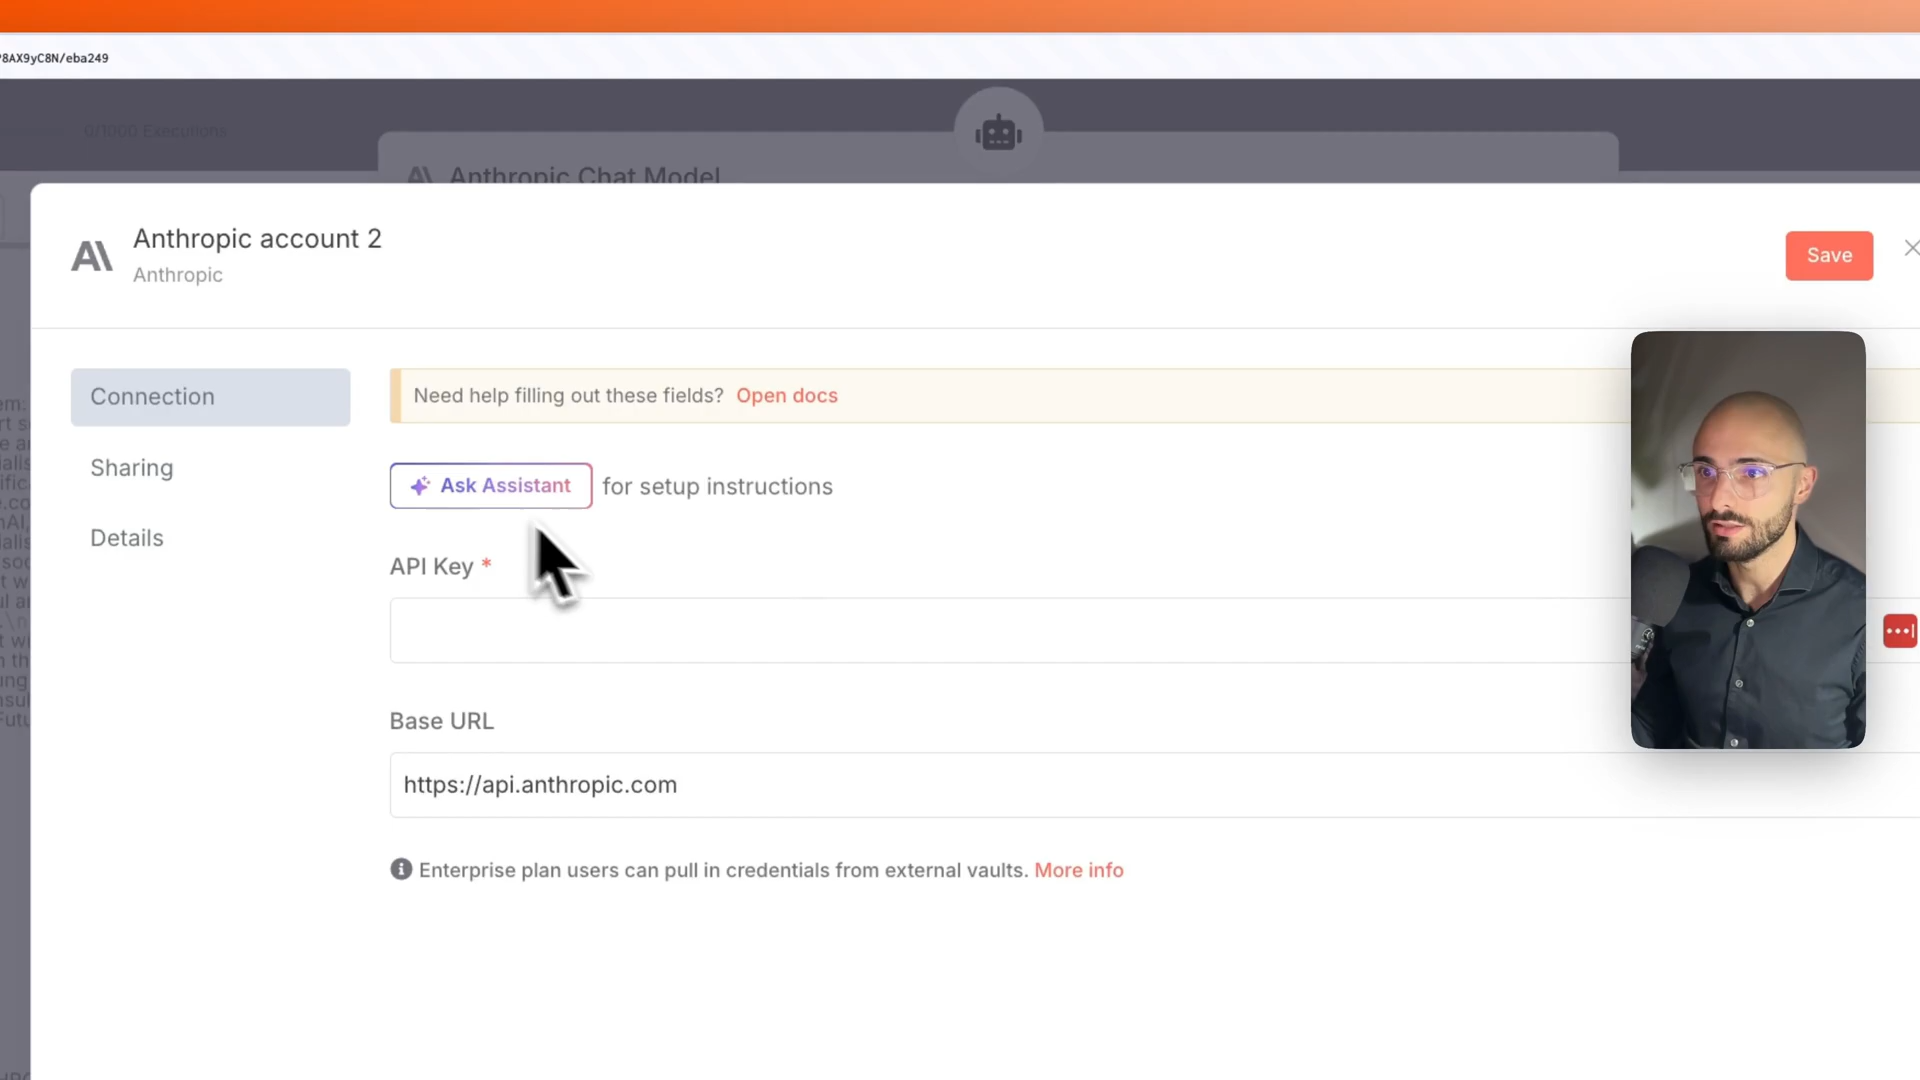 P8AX9yC8N/eba249
0/1000 Executions
Anthropic Chat Model
Anthropic account 2
Anthropic
Save
Connection
Sharing
Details
Need help filling out these fields? Open docs
Ask Assistant for setup instructions
API Key *
Base URL
https://api.anthropic.com
Enterprise plan users can pull in credentials from external vaults. More info